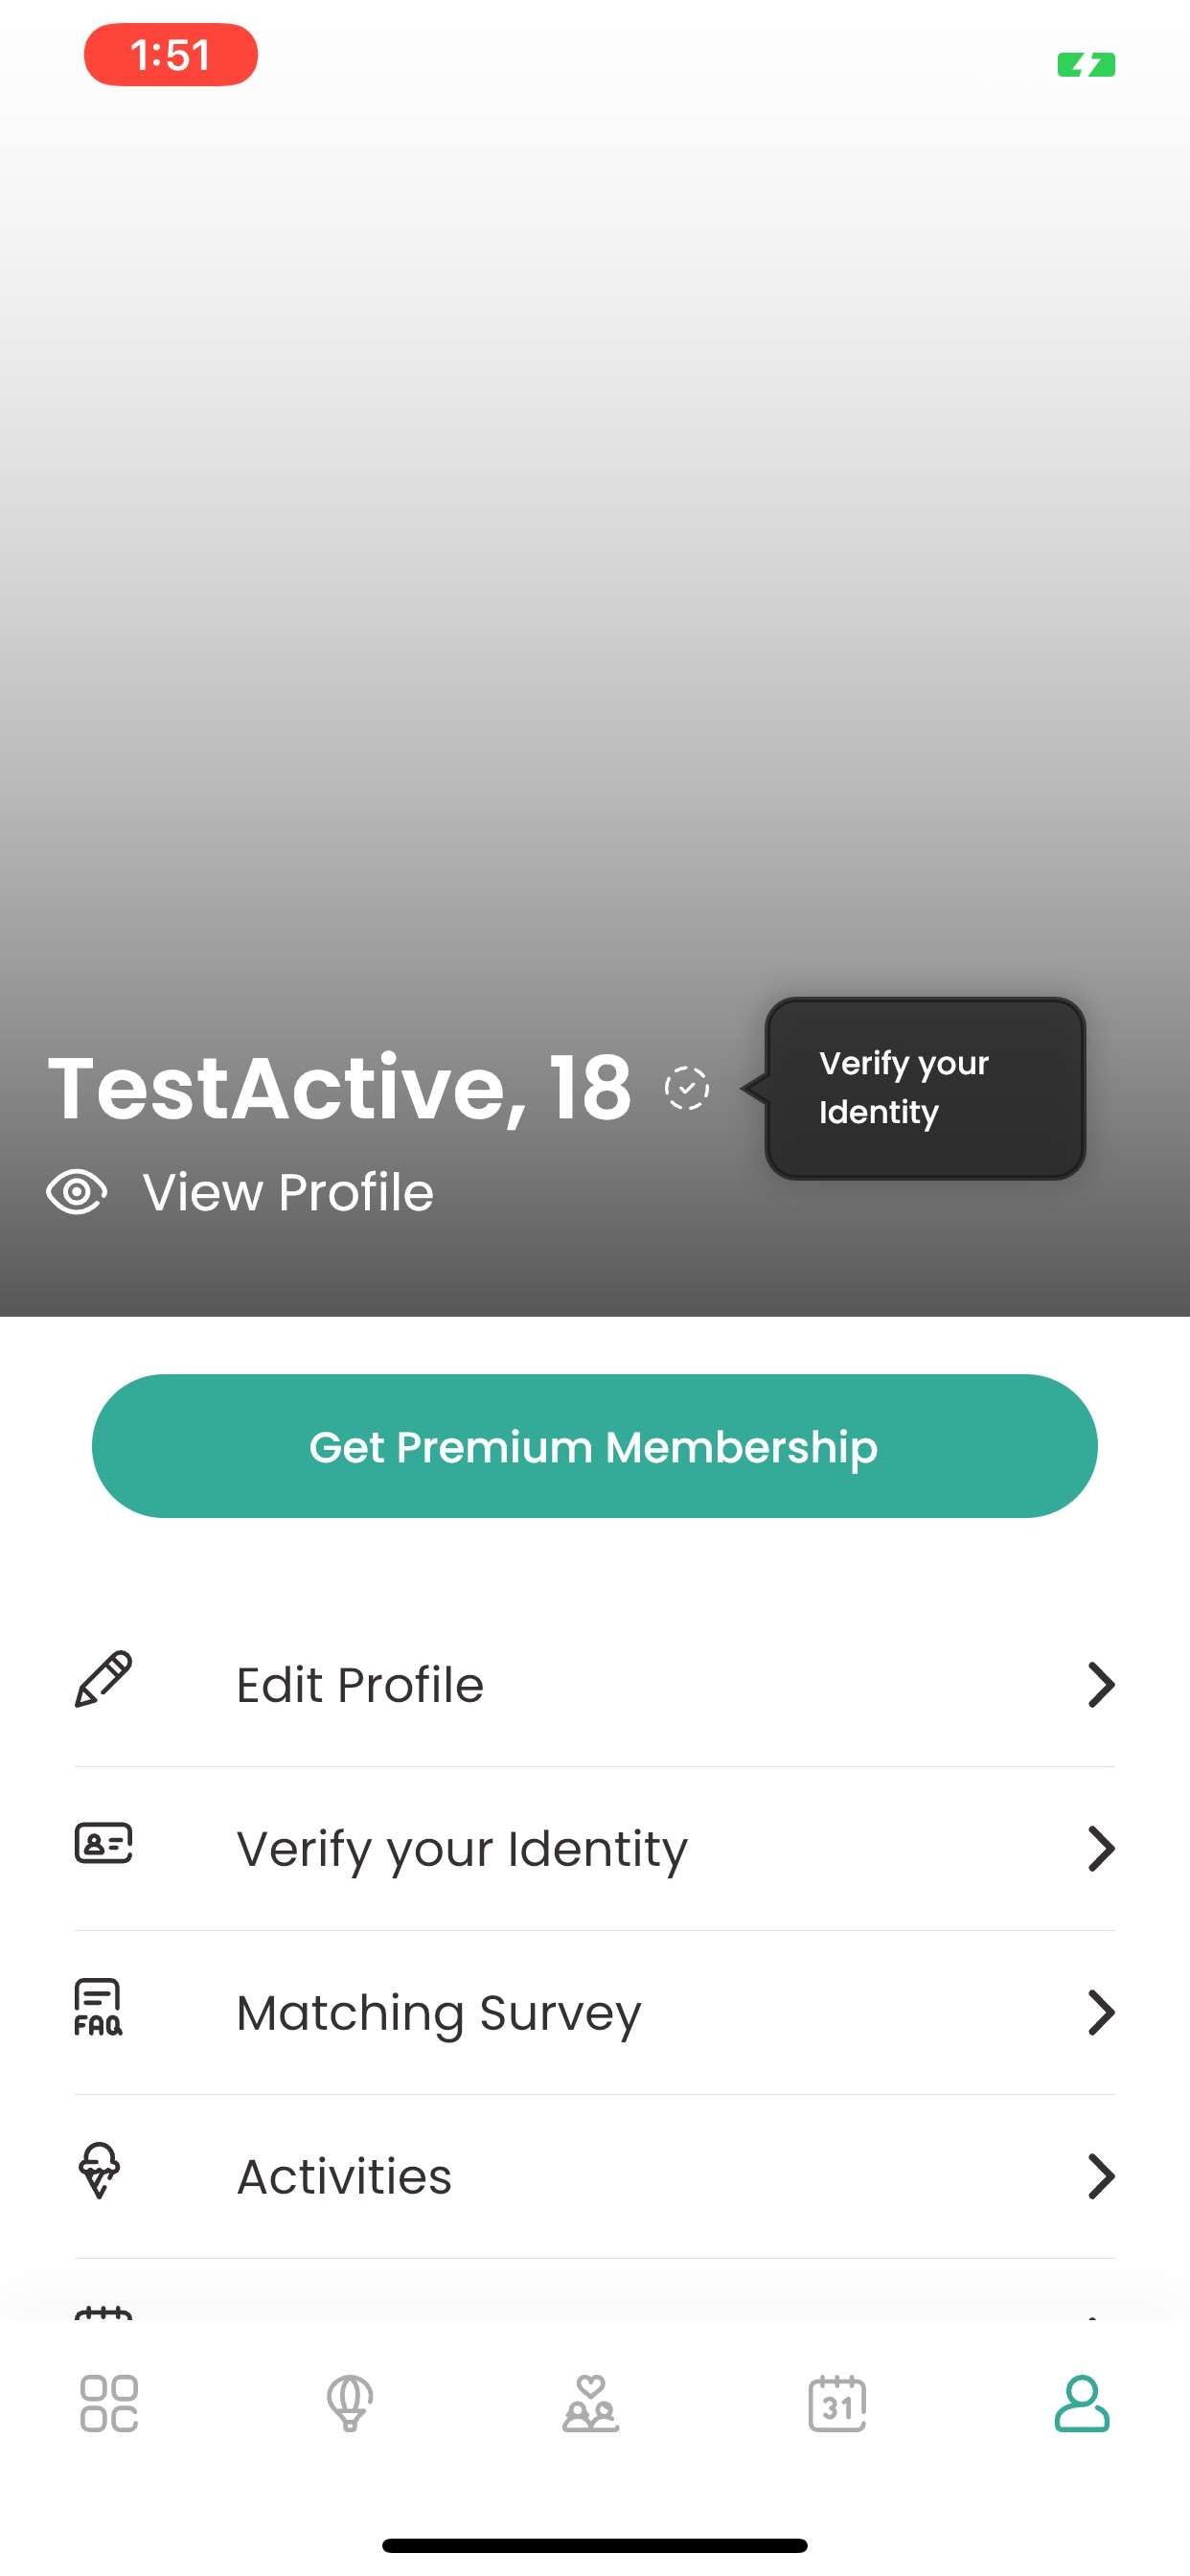 1:51
TestActive, 18
Verify your
Identity
View Profile
Get Premium Membership
Edit Profile
Verify your Identity
FAQ
Matching Survey
Activities
31